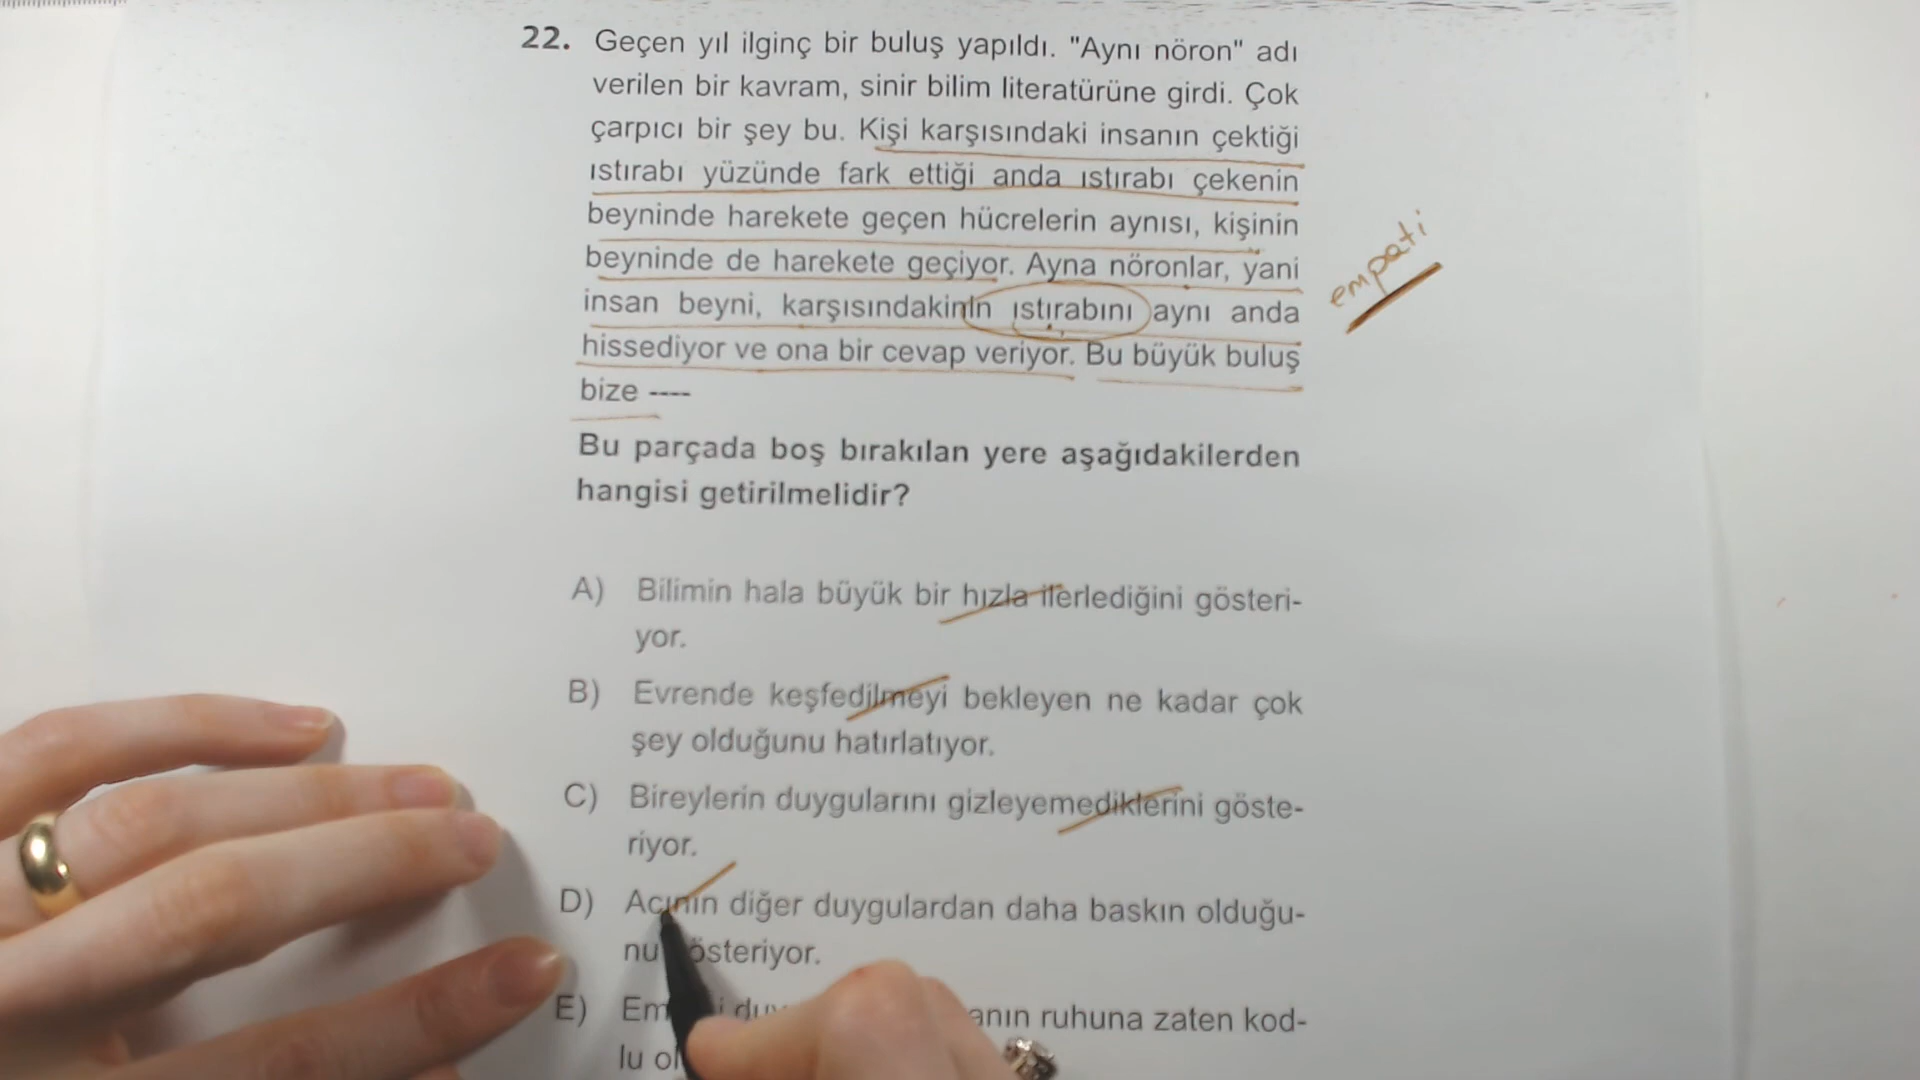 22. Geçen yıl ilginç bir buluş yapıldı. "Aynı nöron" adı
verilen bir kavram, sinir bilim literatürüne girdi. Çok
çarpıcı bir şey bu. Kişi karşısındaki insanın çektiği
ıstırabı yüzünde fark ettiği anda ıstırabı çekenin
beyninde harekete geçen hücrelerin aynısı, kişinin
beyninde de harekete geçiyor. Ayna nöronlar, yani
insan beyni, karşısındakinin ıstırabını aynı anda
hissediyor ve ona bir cevap veriyor. Bu büyük buluş
bize ----
empati
Bu parçada boş bırakılan yere aşağıdakilerden
hangisi getirilmelidir?
A) Bilimin hala büyük bir hızla ilerlediğini gösteri-
yor.
B) Evrende keşfedilmeyi bekleyen ne kadar çok
şey olduğunu hatırlatıyor.
C) Bireylerin duygularını gizleyemediklerini göste-
riyor.
D) Acının diğer duygulardan daha baskın olduğu-
nu gösteriyor.
E) ruhuna zaten kod-
lu